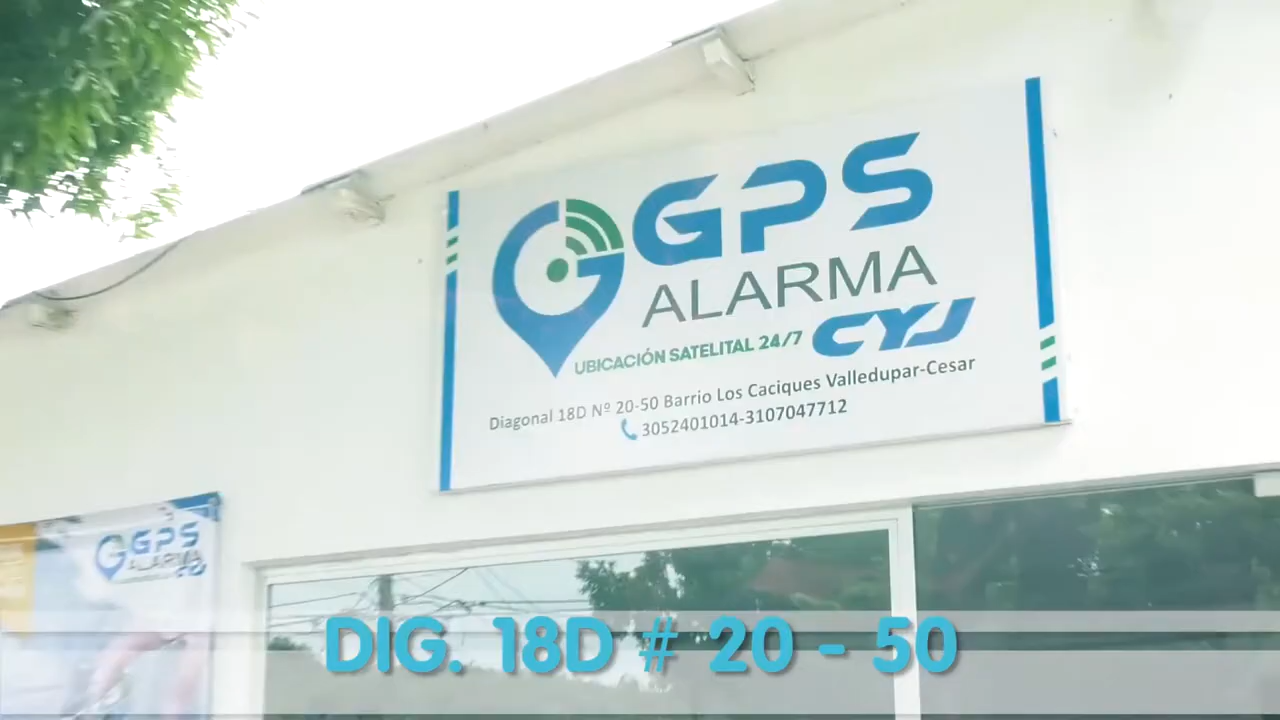 GPS
ALARMA
CYJ
UBICACIÓN SATELITAL 24/7
Diagonal 18D Nº 20-50 Barrio Los Caciques Valledupar-Cesar
3052401014-3107047712
GPS
ALARMA
DIG. 18D # 20 - 50